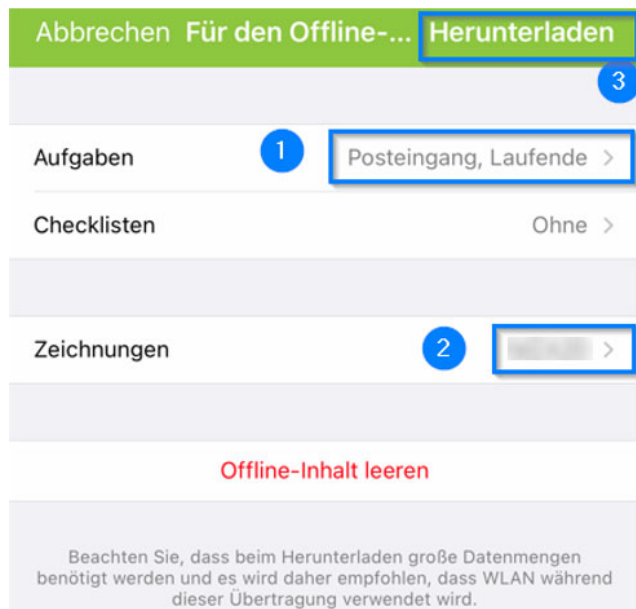 Abbrechen Für den Offline-... Herunterladen
3
Aufgaben 1 Posteingang, Laufende >
Checklisten Ohne >
Zeichnungen 2 >
Offline-Inhalt leeren
Beachten Sie, dass beim Herunterladen große Datenmengen
benötigt werden und es wird daher empfohlen, dass WLAN während
dieser Übertragung verwendet wird.